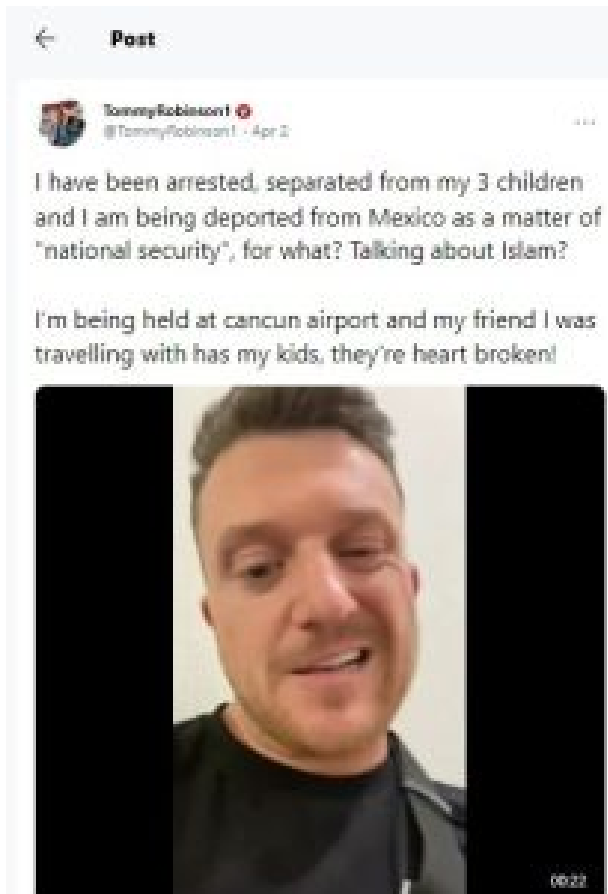 Post
TommyRobinson1
@TommyRobinson1 · Apr 2
I have been arrested, separated from my 3 children
and I am being deported from Mexico as a matter of
"national security", for what? Talking about Islam?
I'm being held at cancun airport and my friend I was
travelling with has my kids, they're heart broken!
00:22